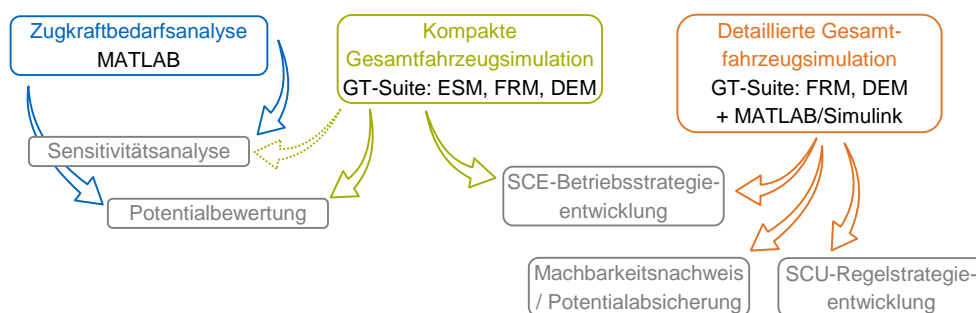 Zugkraftbedarfsanalyse
MATLAB
Kompakte
Gesamtfahrzeugsimulation
GT-Suite: ESM, FRM, DEM
Detaillierte Gesamt-
fahrzeugsimulation
GT-Suite: FRM, DEM
+ MATLAB/Simulink
Sensitivitätsanalyse
Potentialbewertung
SCE-Betriebsstrategie-
entwicklung
Machbarkeitsnachweis
/ Potentialabsicherung
SCU-Regelstrategie-
entwicklung